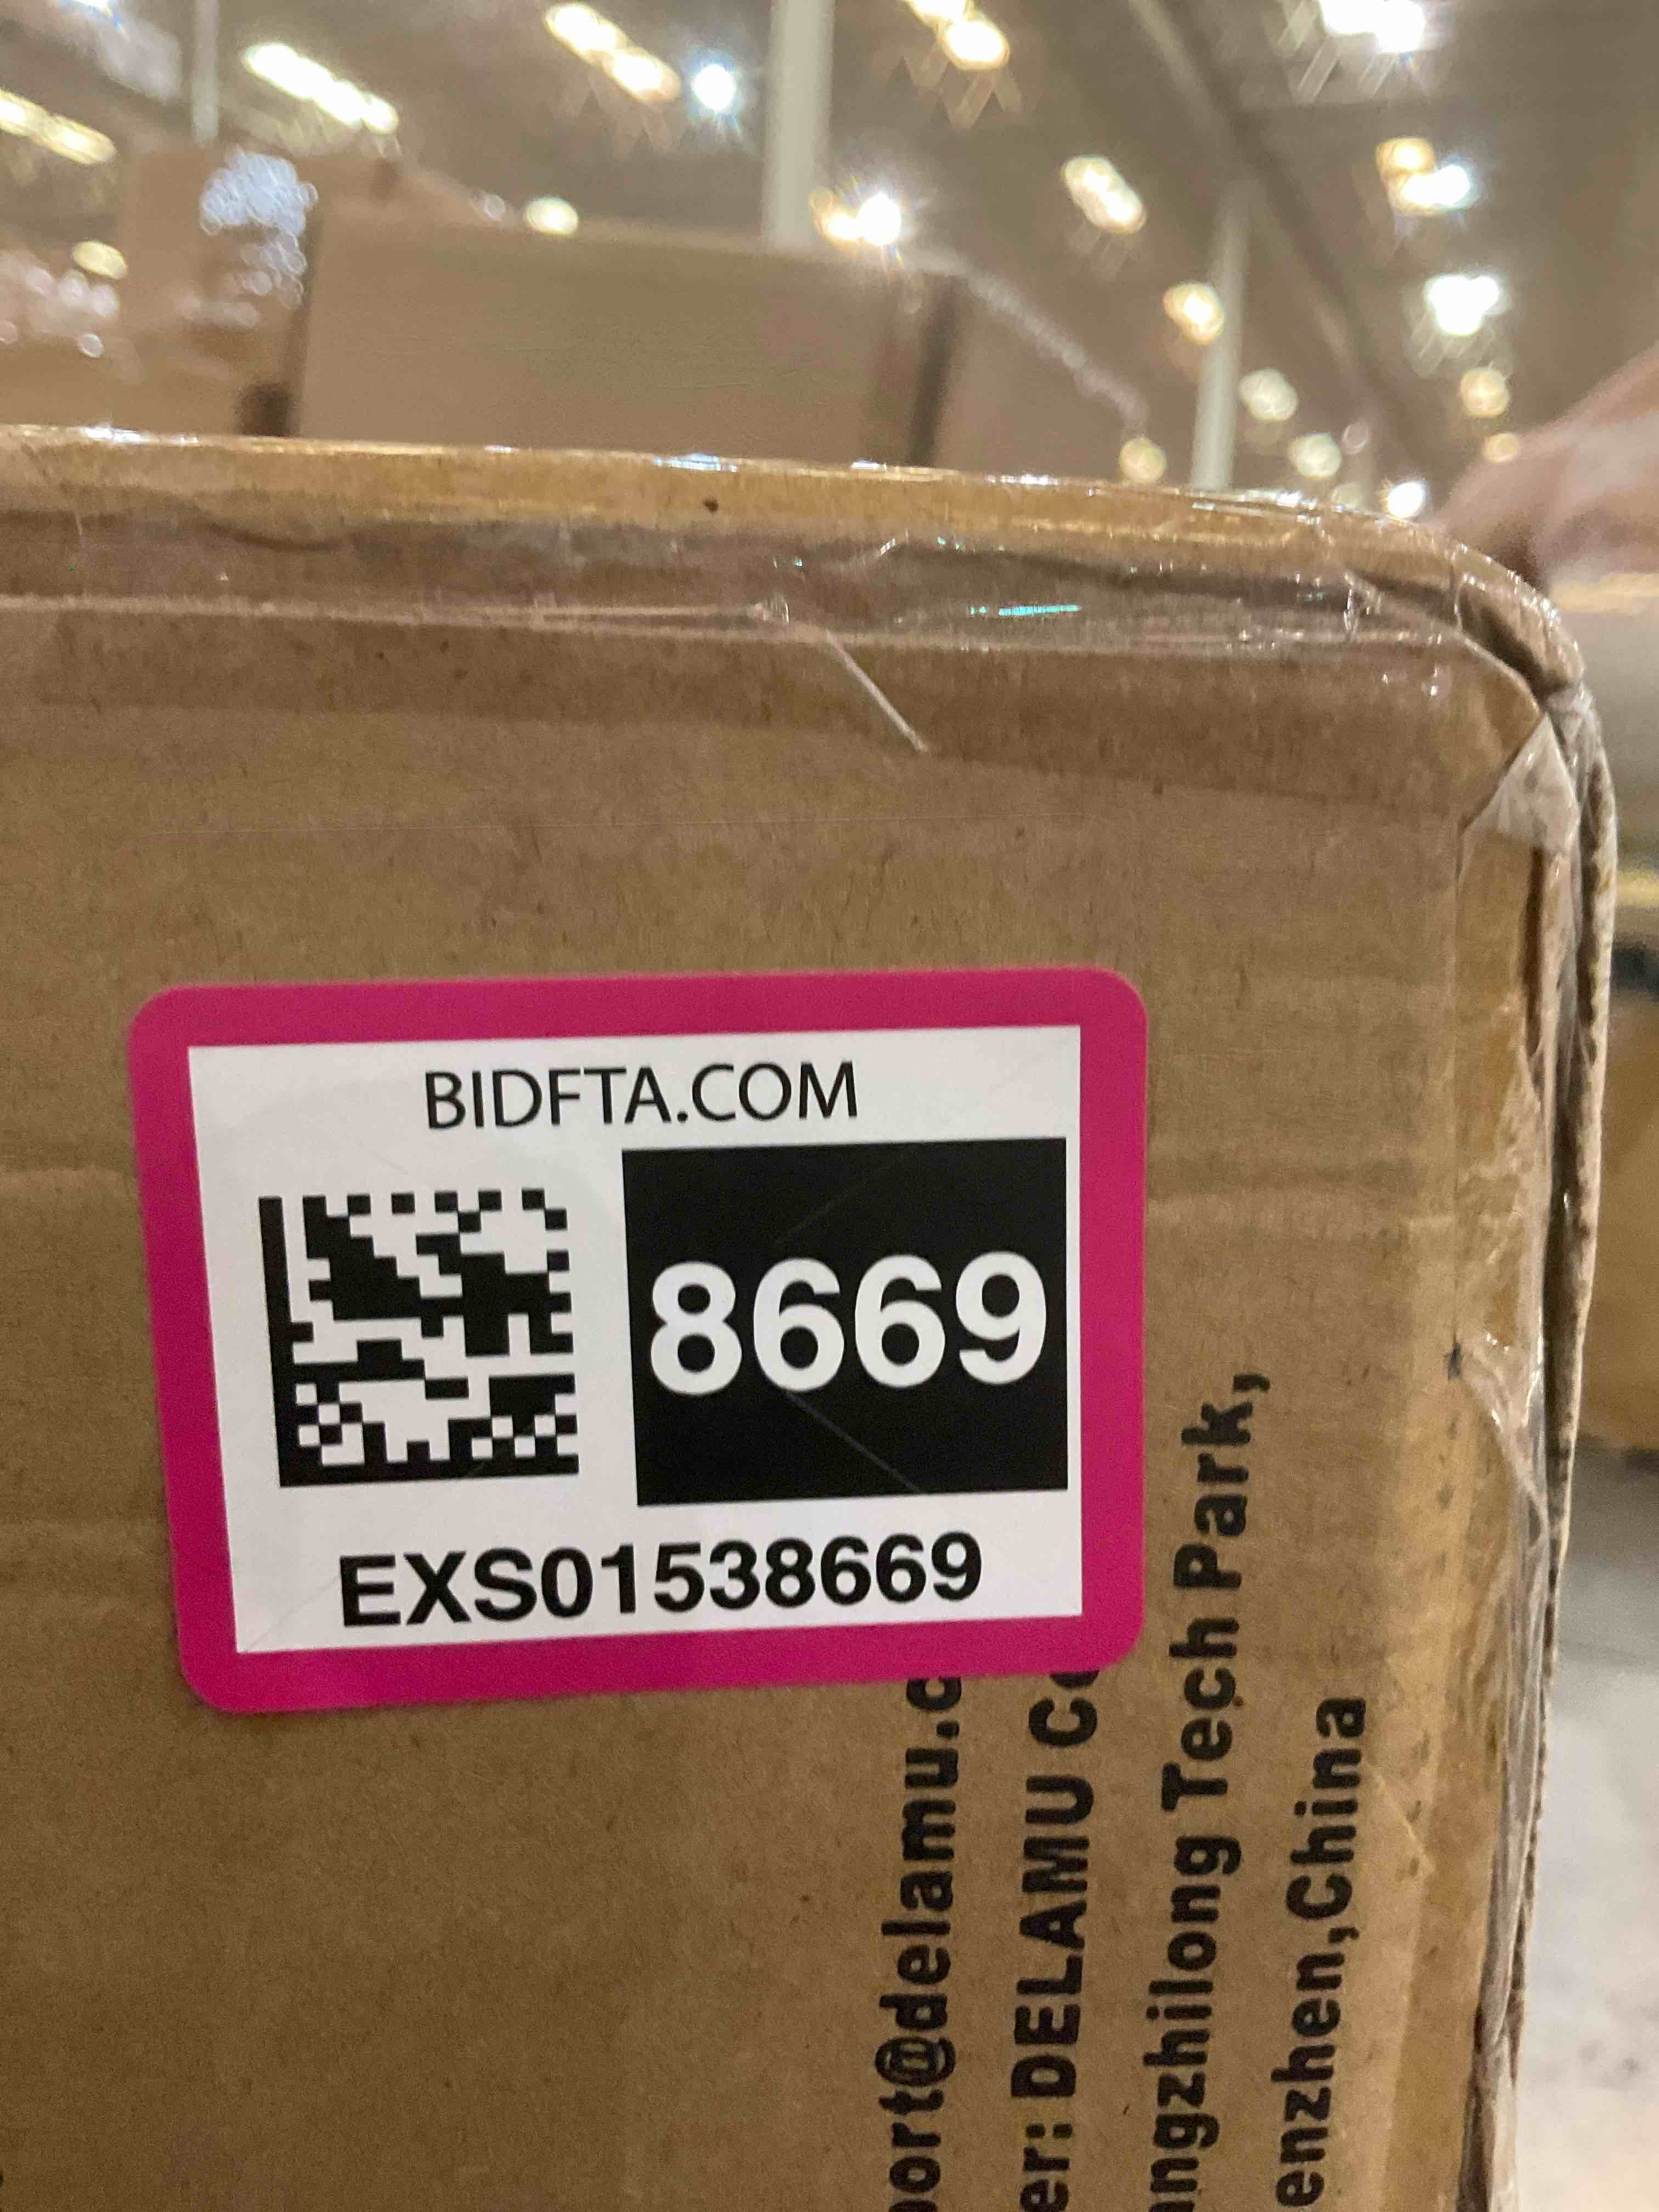 BIDFTA.COM
8669
EXS01538669
ort@delamu.c
er: DELAMU Co
angzhilong Tech Park,
enzhen,China